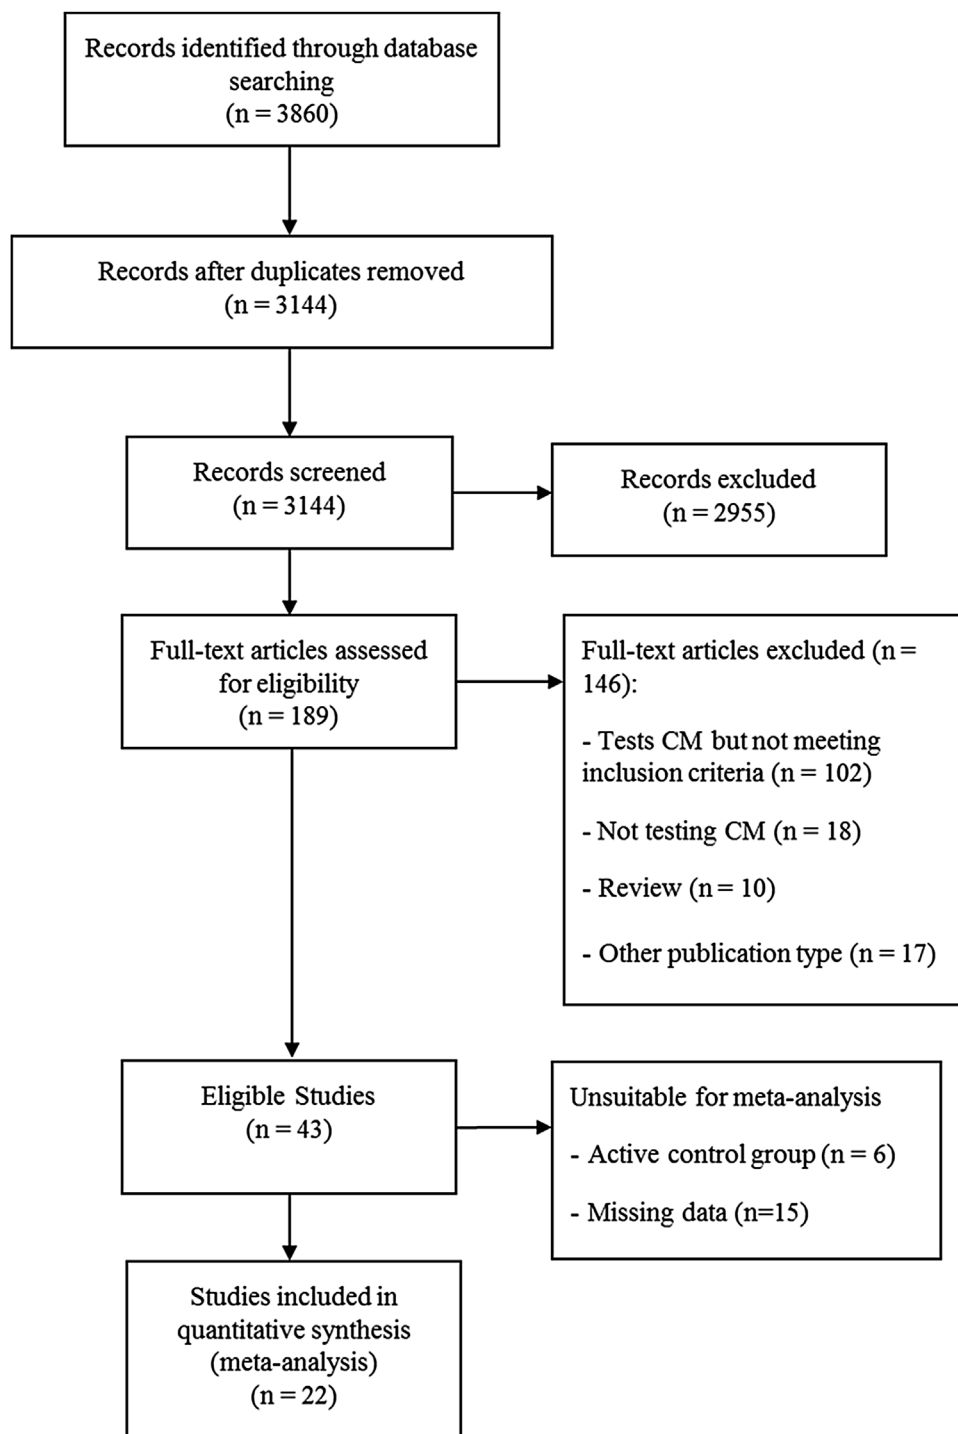 Records identified through database
searching
(n = 3860)
Records after duplicates removed
(n = 3144)
Records screened
(n = 3144)
Records excluded
(n = 2955)
Full-text articles assessed
for eligibility
(n = 189)
Full-text articles excluded (n =
146):
- Tests CM but not meeting
inclusion criteria (n = 102)
- Not testing CM (n = 18)
- Review (n = 10)
- Other publication type (n = 17)
Eligible Studies
(n = 43)
Unsuitable for meta-analysis
- Active control group (n = 6)
- Missing data (n=15)
Studies included in
quantitative synthesis
(meta-analysis)
(n = 22)